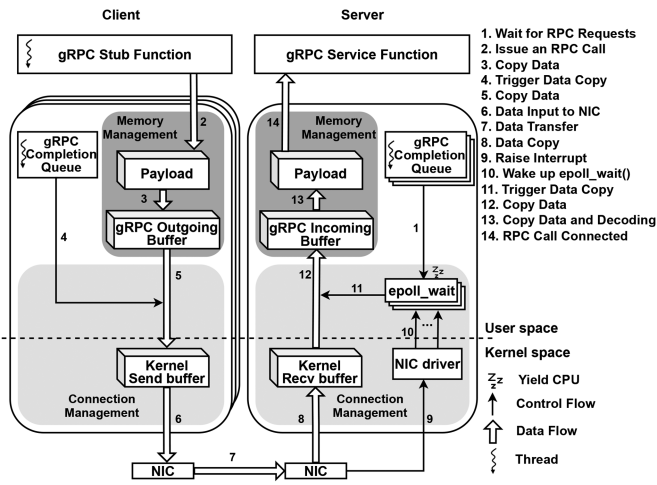 Client
Server
gRPC Stub Function
gRPC Service Function
1. Wait for RPC Requests
2. Issue an RPC Call
3. Copy Data
4. Trigger Data Copy
5. Copy Data
6. Data Input to NIC
7. Data Transfer
8. Data Copy
9. Raise Interrupt
10. Wake up epoll_wait()
11. Trigger Data Copy
12. Copy Data
13. Copy Data and Decoding
14. RPC Call Connected
2
Memory
Management
gRPC
Completion
Queue
Payload
3
gRPC Outgoing
Buffer
4
5
Kernel
Send buffer
Connection
Management
6
NIC
7
14
Memory
Management
gRPC
Completion
Queue
Payload
13
gRPC Incoming
Buffer
1
12
11
Z z
z
epoll_wait
10
...
Kernel
Recv buffer
NIC driver
Connection
Management
8
9
NIC
User space
Kernel space
Z z
z
Yield CPU
Control Flow
Data Flow
Thread